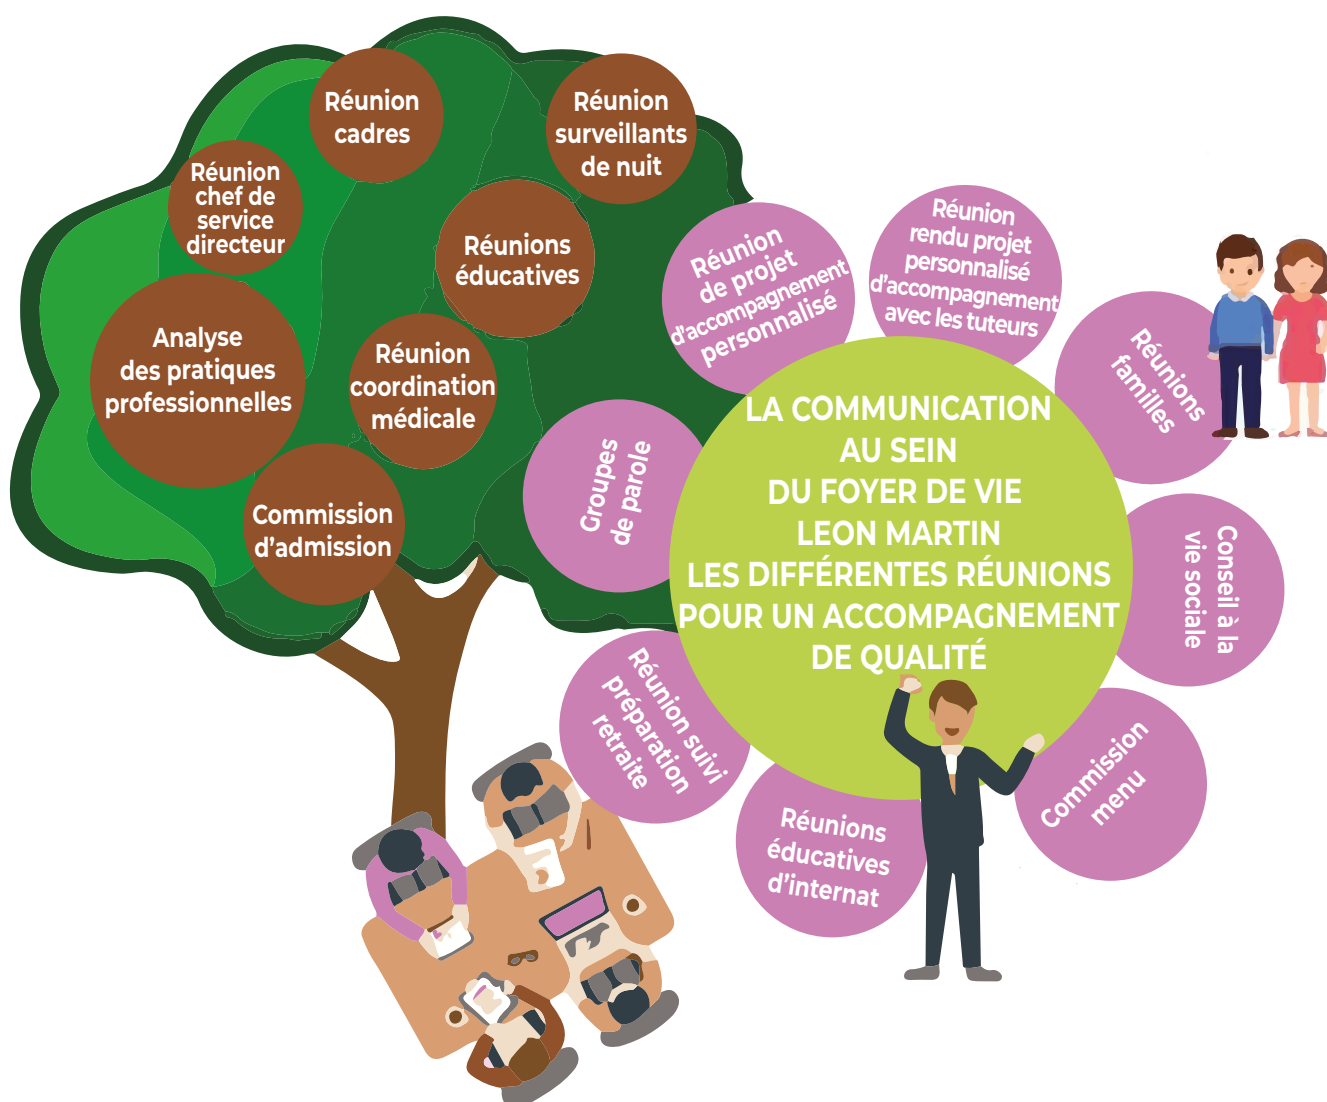 Réunion
cadres
Réunion
surveillants
de nuit
Réunion
chef de
service
directeur
Réunions
éducatives
Analyse
des pratiques
professionnelles
Réunion
coordination
médicale
Commission
d’admission
Réunion
de projet
d’accompagnement
personnalisé
Réunion
rendu projet
personnalisé
d’accompagnement
avec les tuteurs
Réunions
familles
Groupes
de parole
LA COMMUNICATION
AU SEIN
DU FOYER DE VIE
LEON MARTIN
LES DIFFÉRENTES RÉUNIONS
POUR UN ACCOMPAGNEMENT
DE QUALITÉ
Conseil à la
vie sociale
Réunion suivi
préparation
retraite
Réunions
éducatives
d’internat
Commission
menu